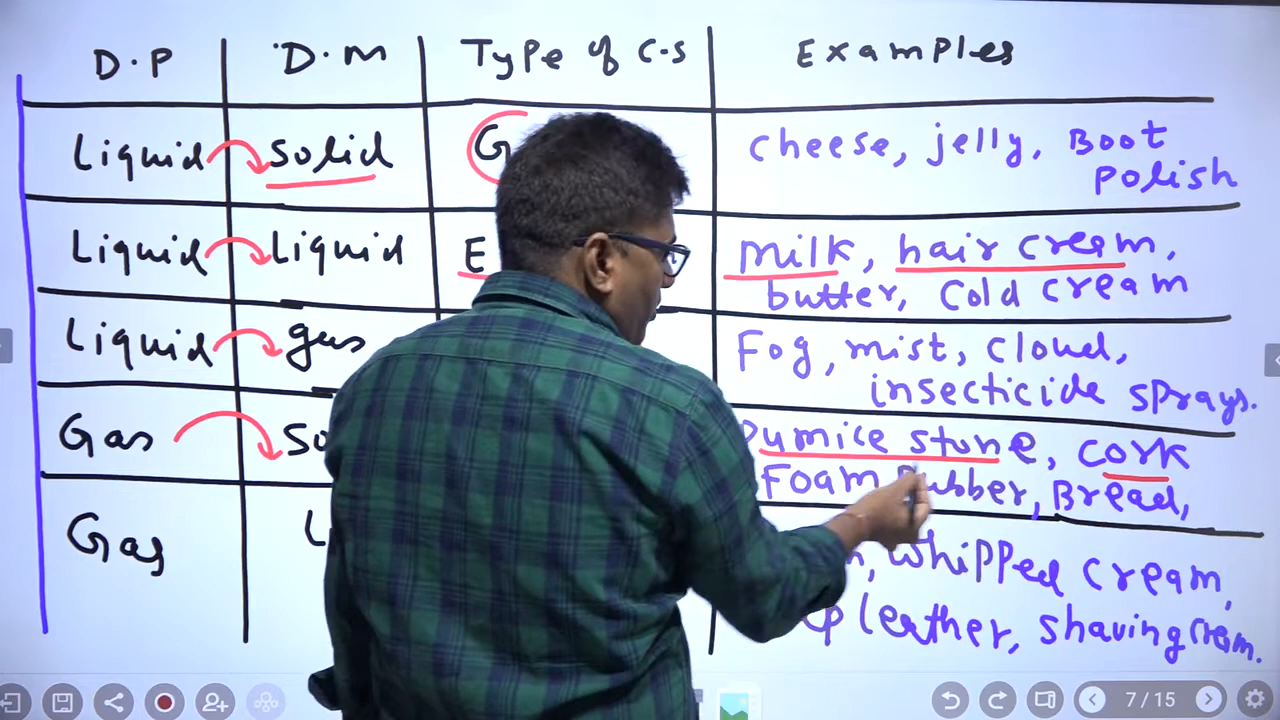 D.P D.M Type of C-S Examples
Liquid Solid G cheese, jelly, Boot
Polish
Liquid Liquid E milk, hair cream,
butter, Cold cream
Liquid gas Fog, mist, cloud,
insecticide sprays.
Gas So Pumice stone, cork
Foam Rubber, Bread,
Gas L whipped cream,
leather, shaving cream.
7 / 15